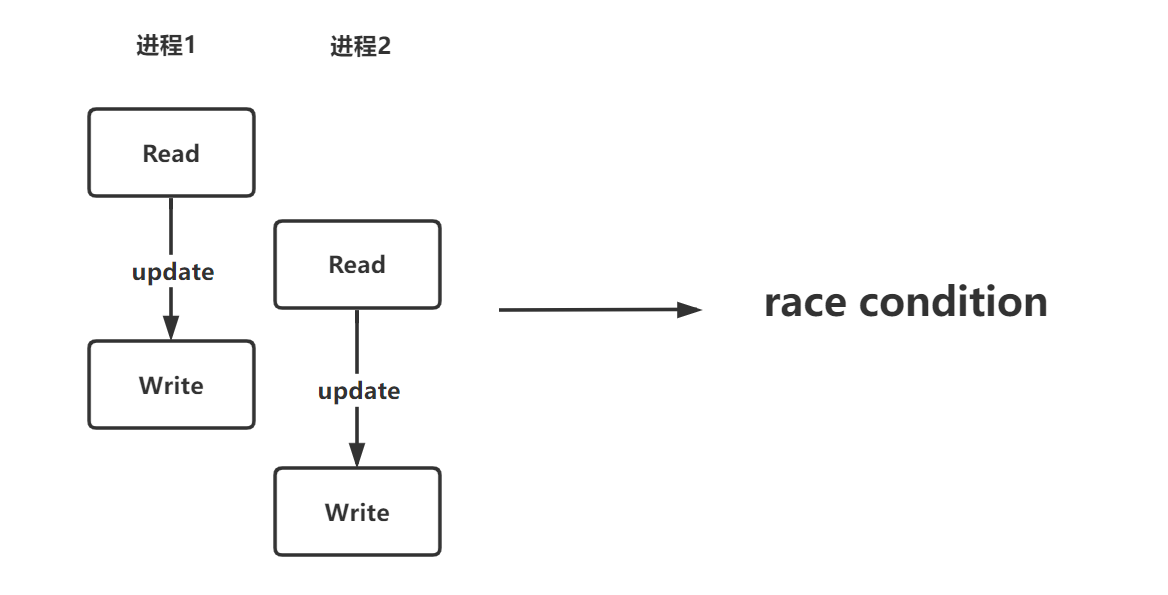 进程1
进程2
Read
Read
update
race condition
Write
update
Write